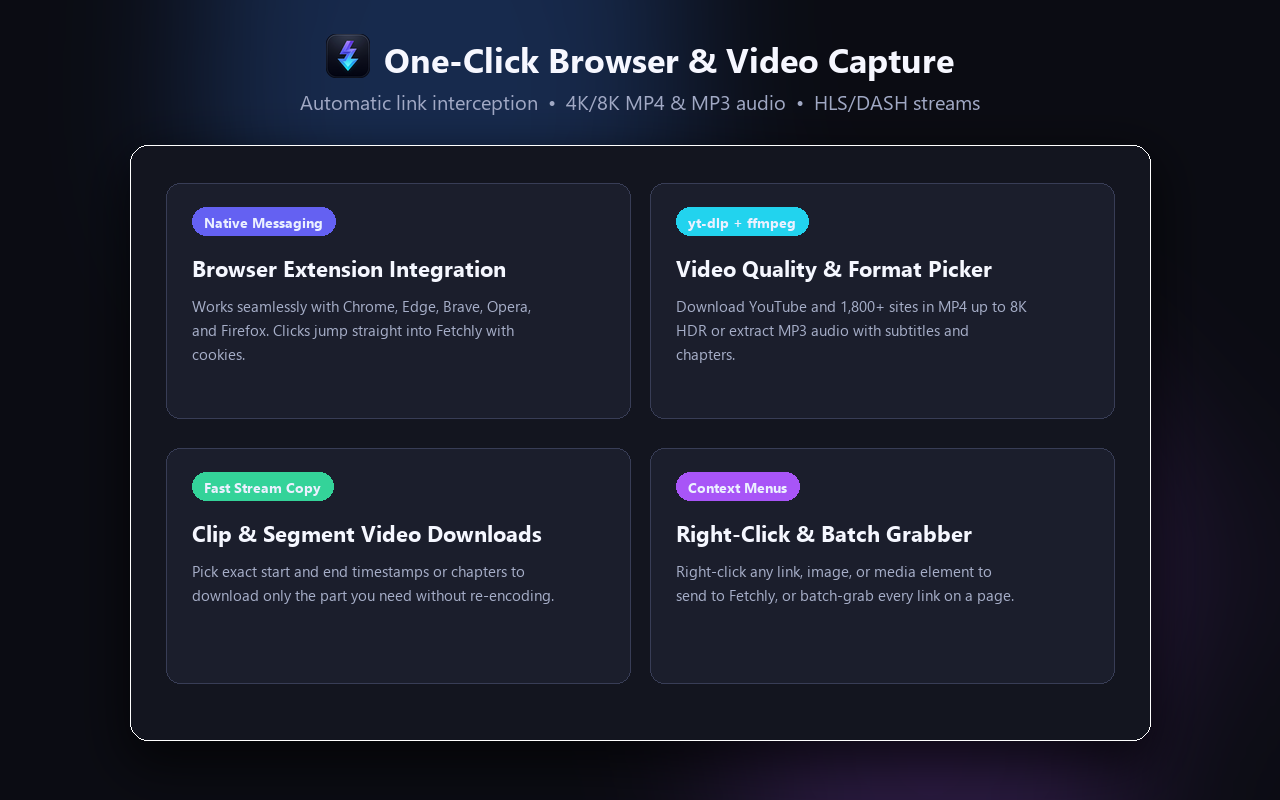 One-Click Browser & Video Capture
Automatic link interception • 4K/8K MP4 & MP3 audio • HLS/DASH streams
Native Messaging
Browser Extension Integration
Works seamlessly with Chrome, Edge, Brave, Opera,
and Firefox. Clicks jump straight into Fetchly with
cookies.
yt-dlp + ffmpeg
Video Quality & Format Picker
Download YouTube and 1,800+ sites in MP4 up to 8K
HDR or extract MP3 audio with subtitles and
chapters.
Fast Stream Copy
Clip & Segment Video Downloads
Pick exact start and end timestamps or chapters to
download only the part you need without re-encoding.
Context Menus
Right-Click & Batch Grabber
Right-click any link, image, or media element to
send to Fetchly, or batch-grab every link on a page.